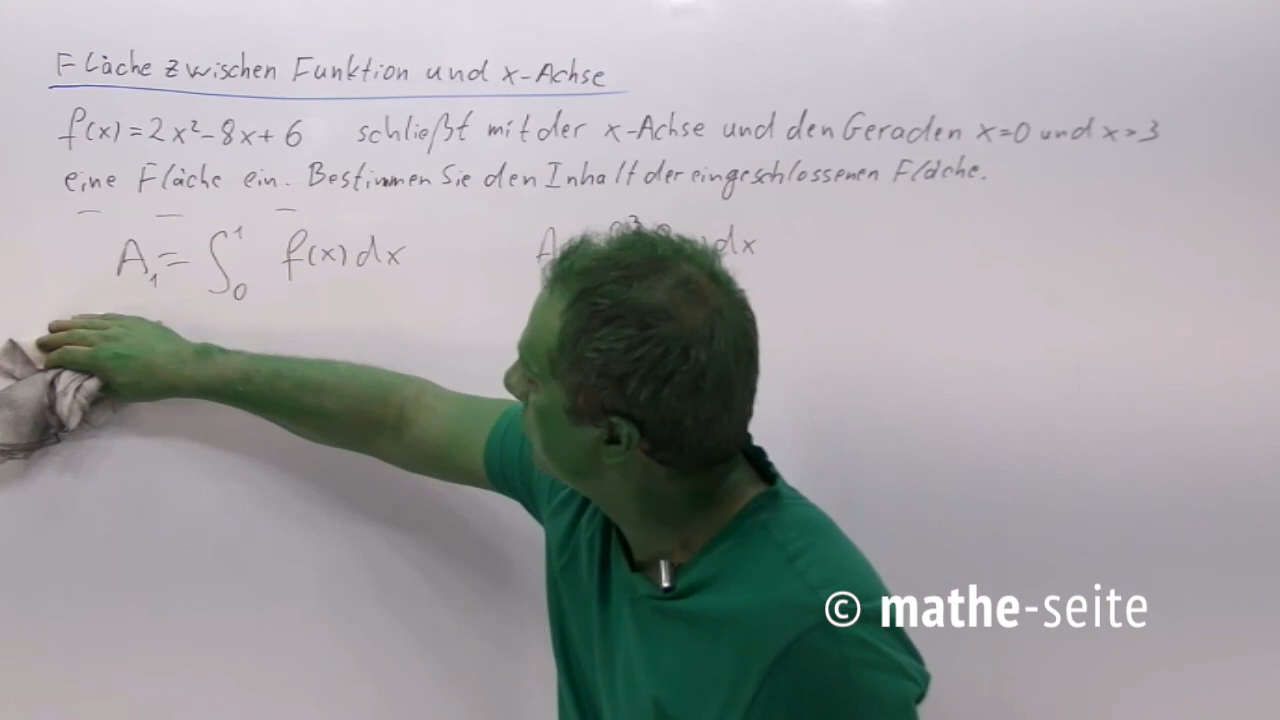 Fläche zwischen Funktion und x-Achse
f(x)=2x²-8x+6 schließt mit der x-Achse und den Geraden x=0 und x=3
eine Fläche ein. Bestimmen Sie den Inhalt der eingeschlossenen Fläche.
A₁=∫₀¹ f(x)dx A dx
© mathe-seite